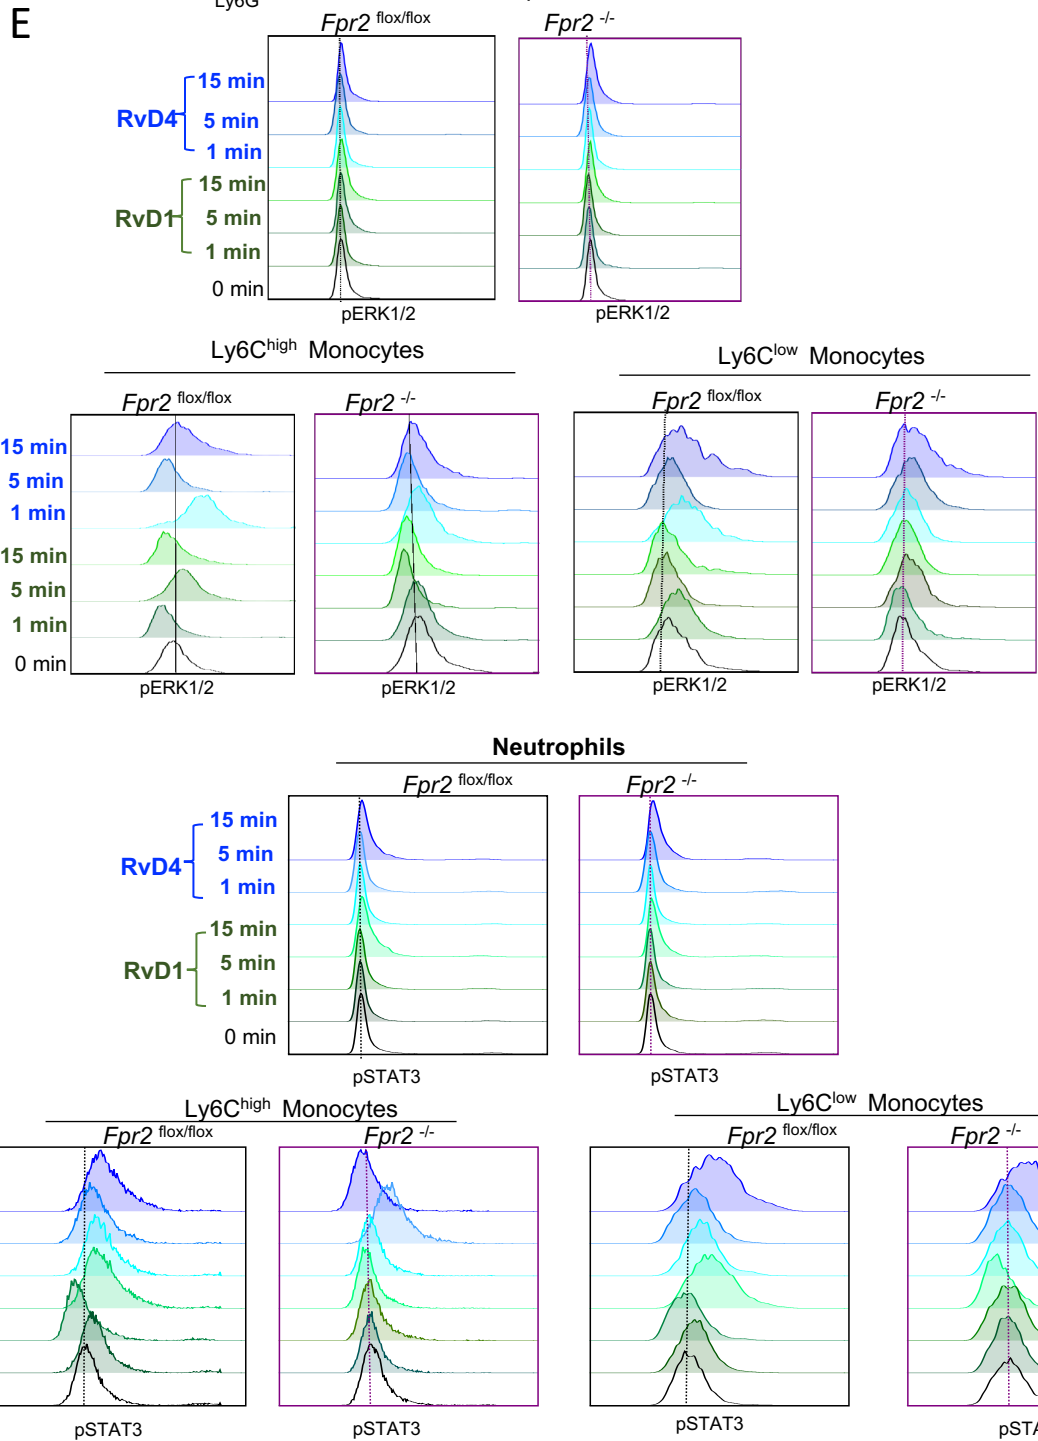 Ly6G
E
Fpr2 flox/flox
Fpr2 -/-
15 min
RvD4
5 min
1 min
15 min
RvD1
5 min
1 min
0 min
pERK1/2
pERK1/2
Ly6Chigh Monocytes
Ly6Clow Monocytes
Fpr2 flox/flox
Fpr2 -/-
Fpr2 flox/flox
Fpr2 -/-
15 min
5 min
1 min
15 min
5 min
1 min
0 min
pERK1/2
pERK1/2
pERK1/2
pERK1/2
Neutrophils
Fpr2 flox/flox
Fpr2 -/-
15 min
RvD4
5 min
1 min
15 min
RvD1
5 min
1 min
0 min
pSTAT3
pSTAT3
Ly6Chigh Monocytes
Ly6Clow Monocytes
Fpr2 flox/flox
Fpr2 -/-
Fpr2 flox/flox
Fpr2 -/-
pSTAT3
pSTAT3
pSTAT3